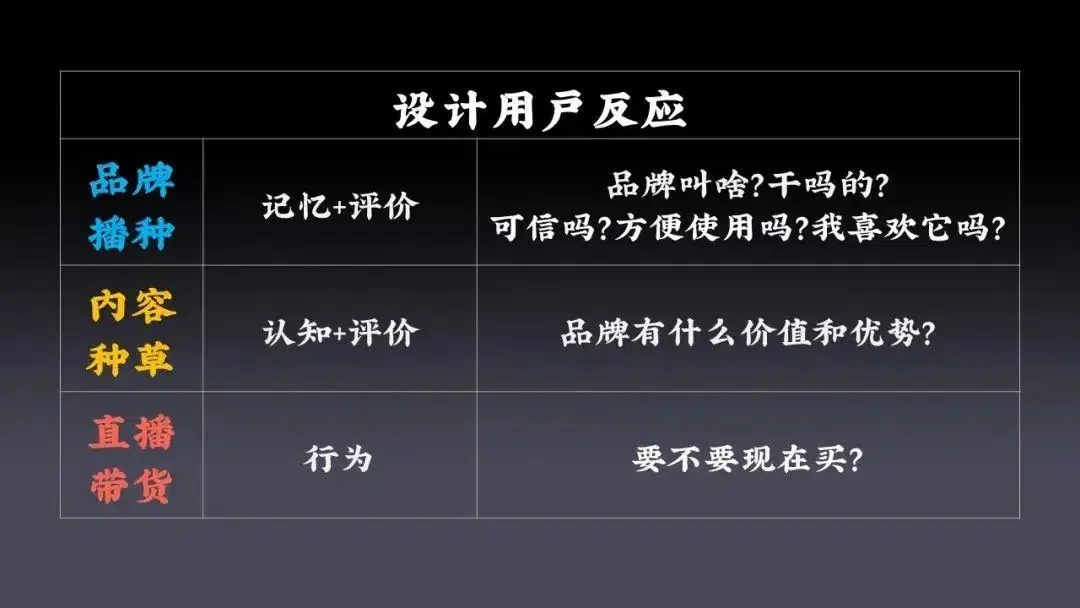 设计用户反应
品牌
播种
记忆+评价
品牌叫啥?干吗的?
可信吗?方便使用吗?我喜欢它吗?
内容
种草
认知+评价
品牌有什么价值和优势?
直播
带货
行为
要不要现在买?